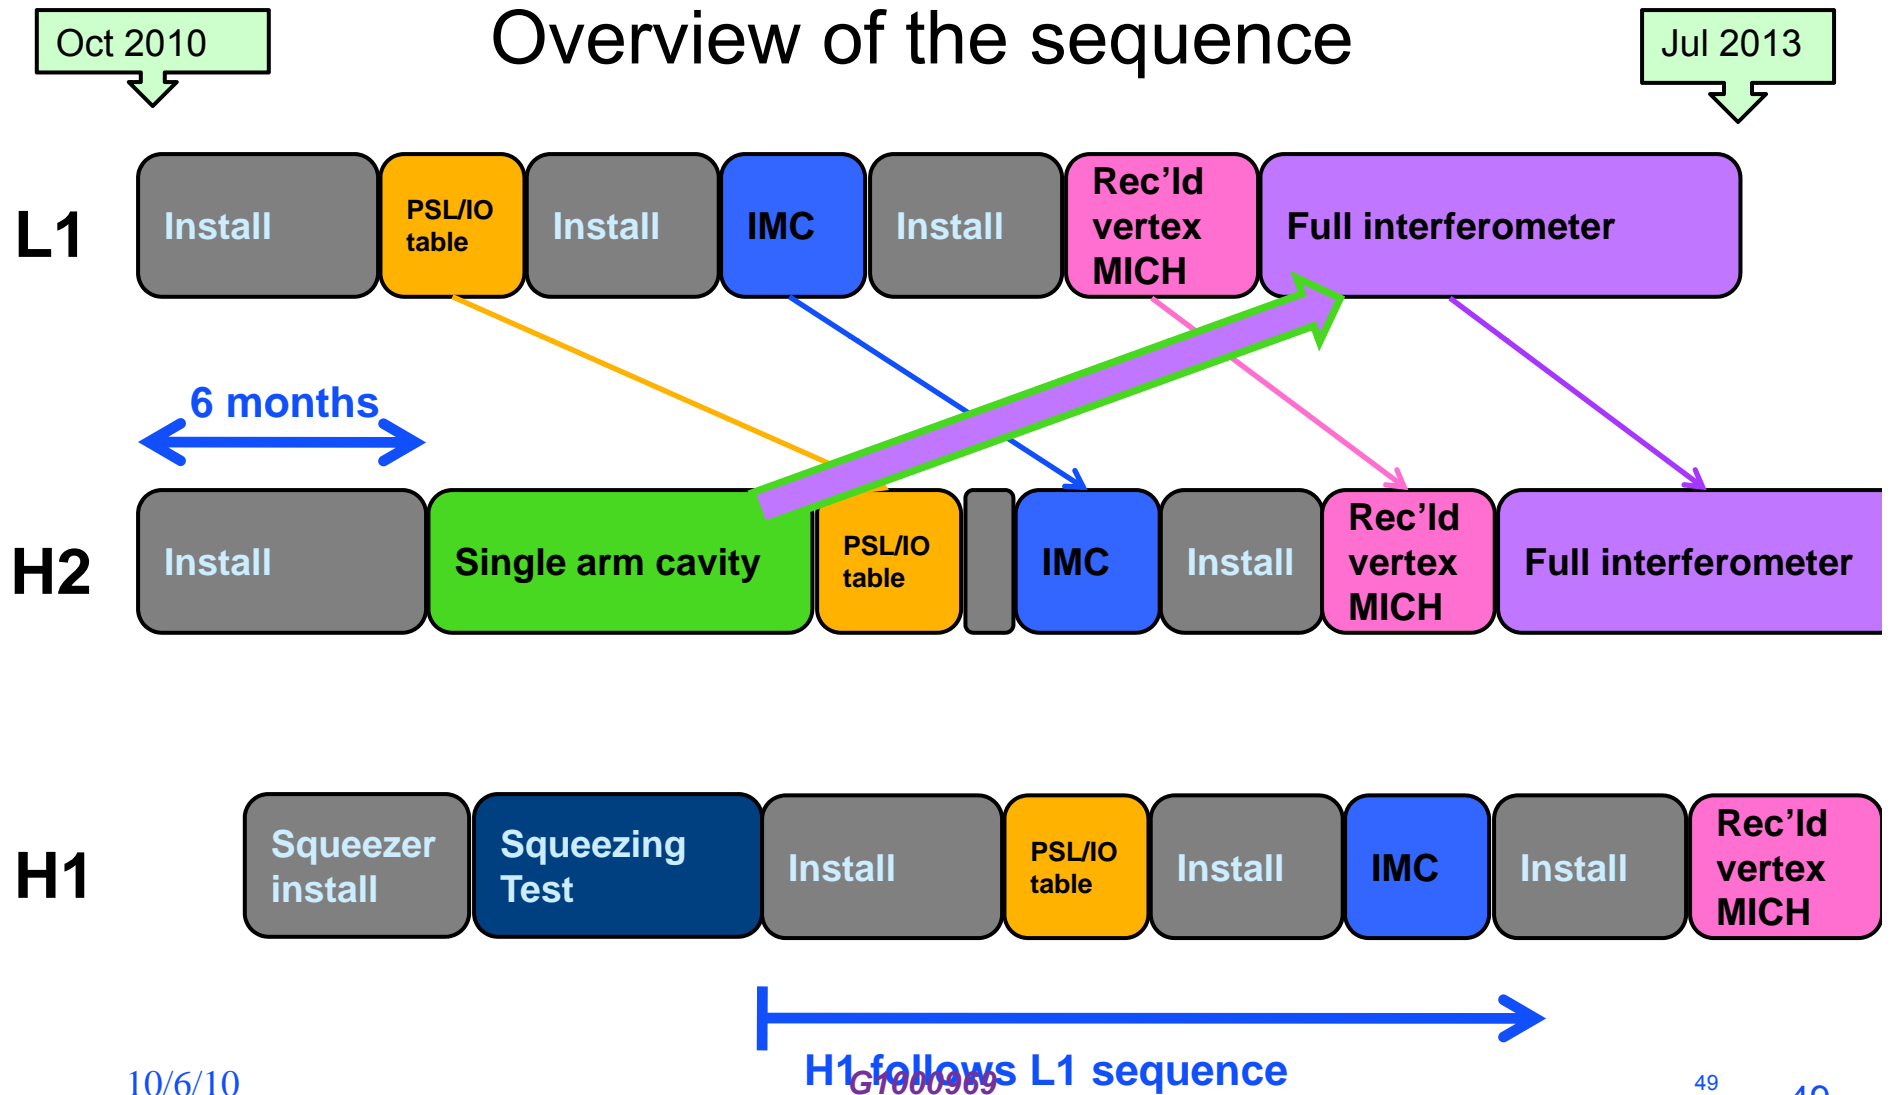 Oct 2010
Overview of the sequence
Jul 2013
L1
Install
PSL/IO
table
Install
IMC
Install
Rec'ld
vertex
MICH
Full interferometer
6 months
H2
Install
Single arm cavity
PSL/IO
table
IMC
Install
Rec'ld
vertex
MICH
Full interferometer
H1
Squeezer
install
Squeezing
Test
Install
PSL/IO
table
Install
IMC
Install
Rec'ld
vertex
MICH
H1 follows L1 sequence
10/6/10
G1000969
49
49